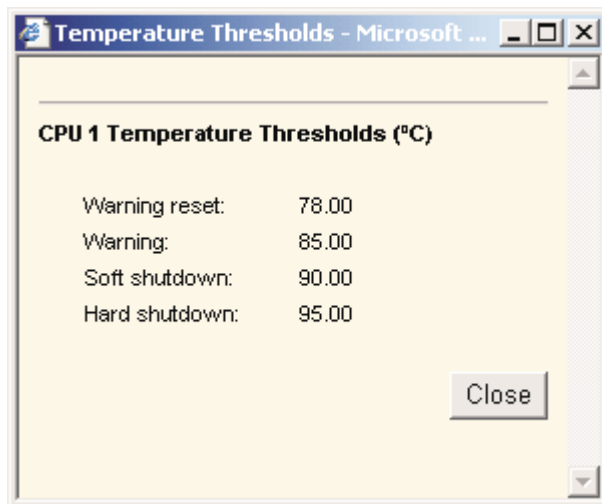 Temperature Thresholds - Microsoft ...
CPU 1 Temperature Thresholds (ºC)
Warning reset: 78.00
Warning: 85.00
Soft shutdown: 90.00
Hard shutdown: 95.00
Close